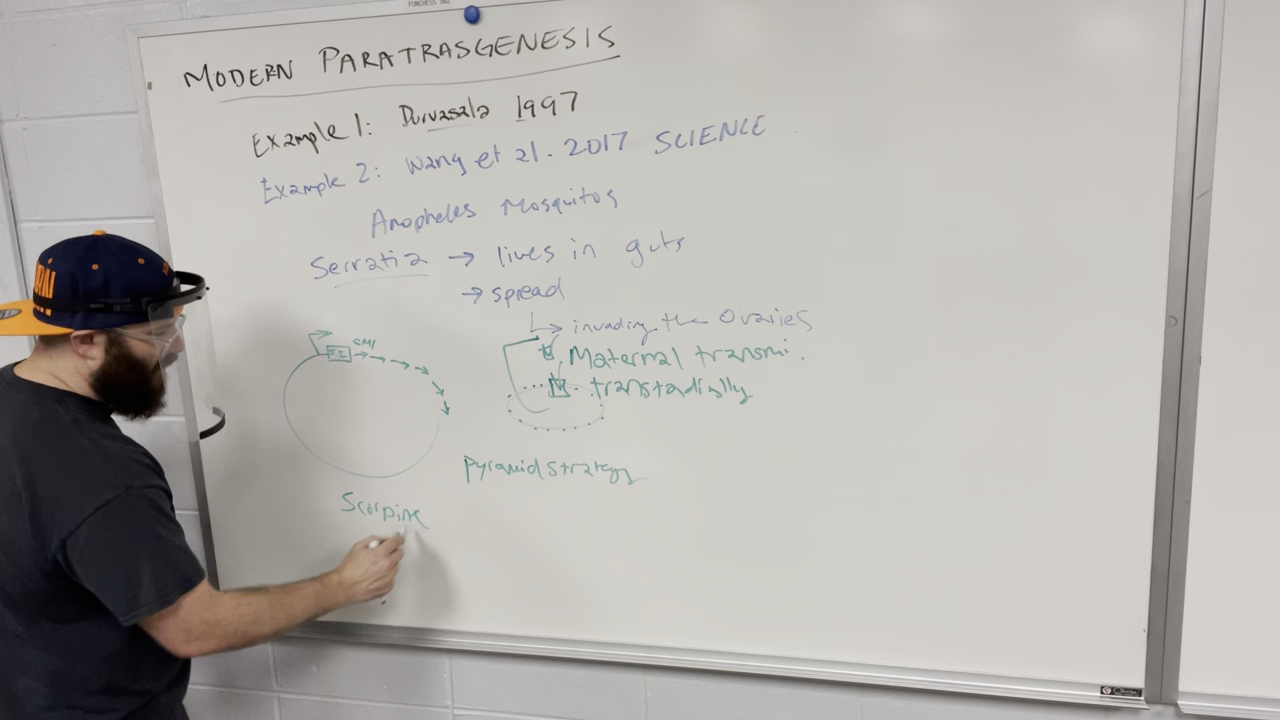 MODERN PARATRASGENESIS
Example 1: Durvasala 1997
Example 2: Wang et al. 2017 SCIENCE
Anopheles Mosquitos
Serratia → lives in guts
→ spread
→ invading the Ovaries
Maternal transmi.
transtadially
pyramid strategy
Scorpine